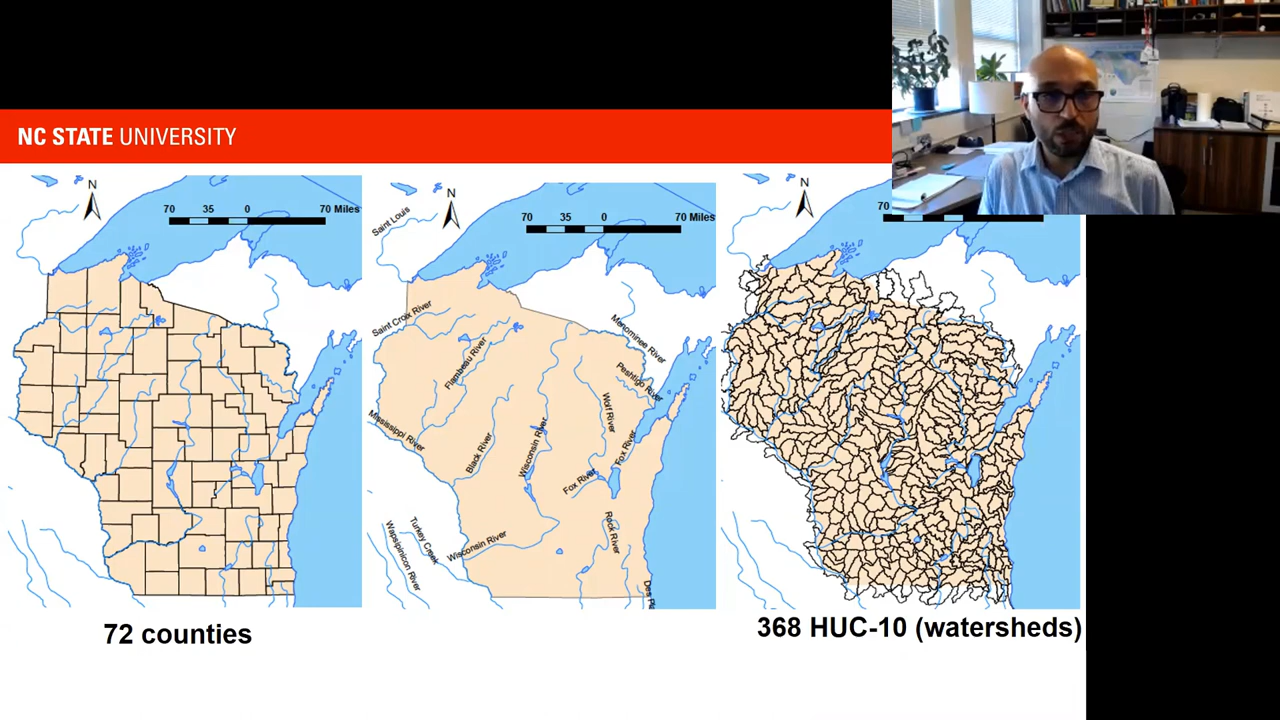 NC STATE UNIVERSITY
N
70 35 0 70 Miles
N
70 35 0 70 Miles
N
70
Saint Louis
Saint Croix River
Flambeau River
Menominee River
Peshtigo River
Mississippi River
Black River
Wisconsin River
Wolf River
Fox River
Fox River
Rock River
Turkey Creek
Wapsipinicon River
Wisconsin River
72 counties
368 HUC-10 (watersheds)